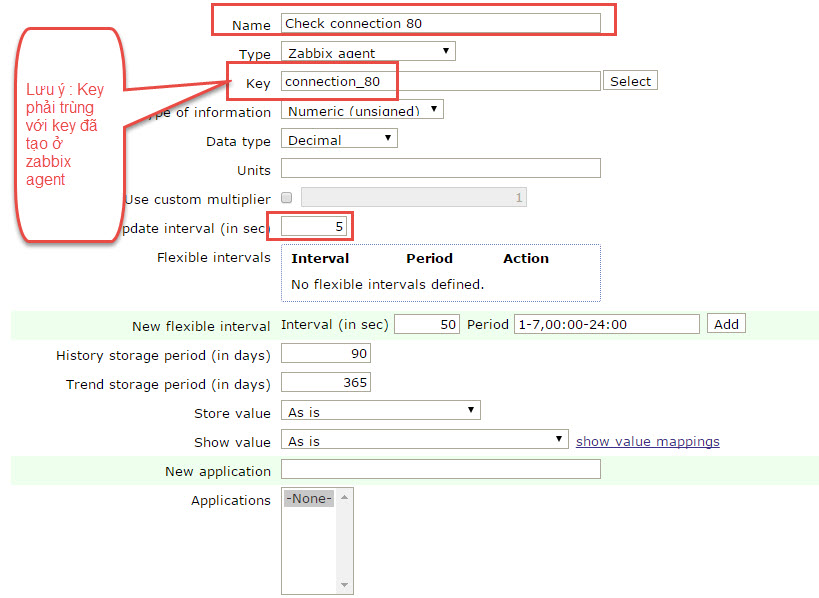 Name Check connection 80
Type Zabbix agent
Key connection_80 Select
Lưu ý : Key
phải trùng
với key đã
tạo ở
zabbix
agent
ype of information Numeric (unsigned)
Data type Decimal
Units
Use custom multiplier 1
pdate interval (in sec) 5
Flexible intervals Interval Period Action
No flexible intervals defined.
New flexible interval Interval (in sec) 50 Period 1-7,00:00-24:00 Add
History storage period (in days) 90
Trend storage period (in days) 365
Store value As is
Show value As is show value mappings
New application
Applications -None-